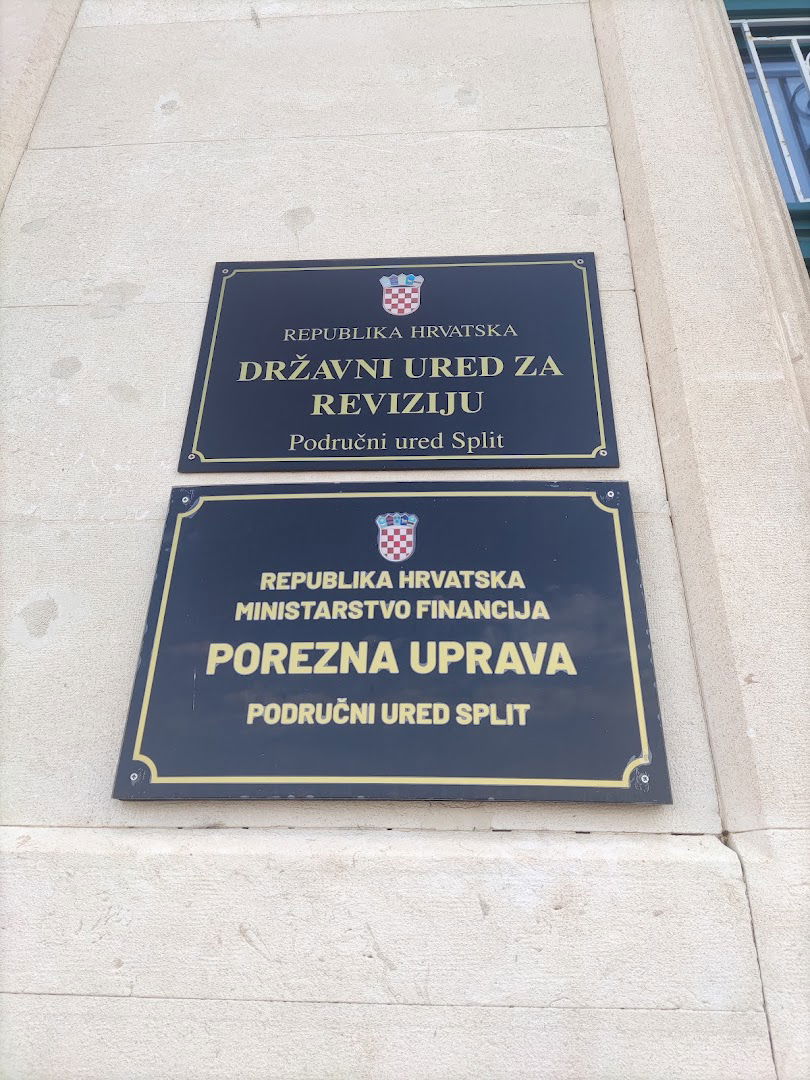 REPUBLIKA HRVATSKA
DRŽAVNI URED ZA
REVIZIJU
Područni ured Split
REPUBLIKA HRVATSKA
MINISTARSTVO FINANCIJA
POREZNA UPRAVA
PODRUČNI URED SPLIT